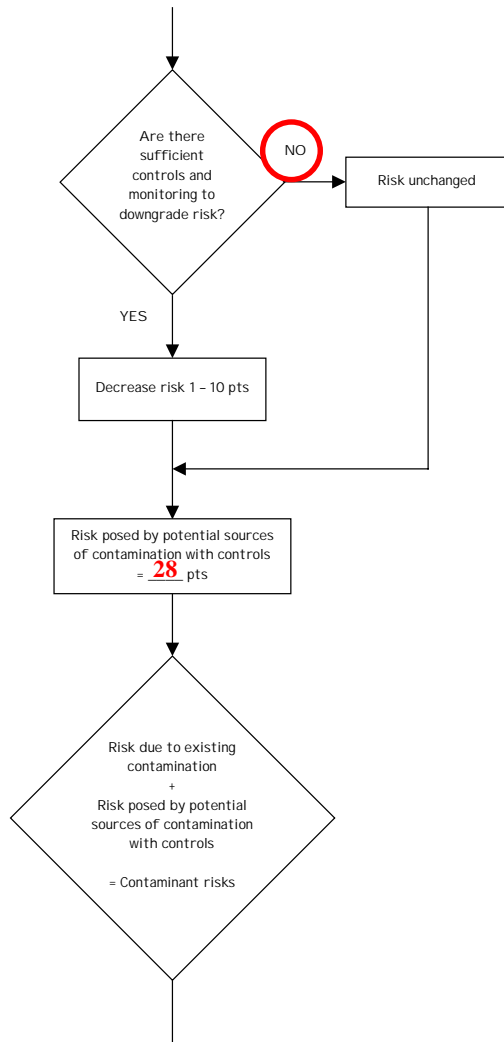 Are there
sufficient
controls and
monitoring to
downgrade risk?
NO
Risk unchanged
YES
Decrease risk 1 – 10 pts
Risk posed by potential sources
of contamination with controls
= 28 pts
Risk due to existing
contamination
+
Risk posed by potential
sources of contamination
with controls
= Contaminant risks